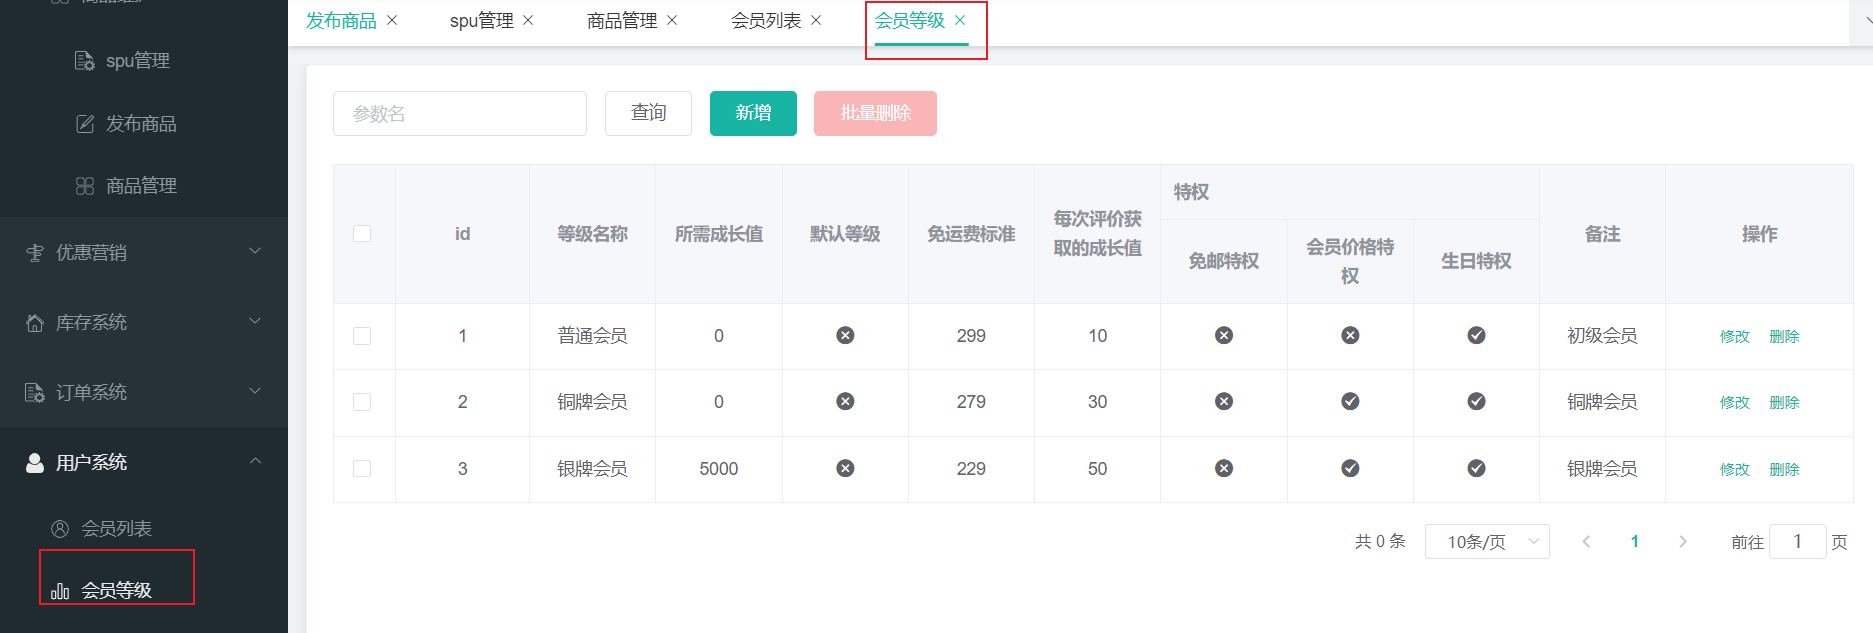 spu管理
发布商品
商品管理
优惠营销
库存系统
订单系统
用户系统
会员列表
会员等级
发布商品
spu管理
商品管理
会员列表
会员等级
参数名
查询
新增
批量删除
id
等级名称
所需成长值
默认等级
免运费标准
每次评价获
取的成长值
特权
免邮特权
会员价格特
权
生日特权
备注
操作
1 普通会员 0 299 10 初级会员 修改 删除
2 铜牌会员 0 279 30 铜牌会员 修改 删除
3 银牌会员 5000 229 50 银牌会员 修改 删除
共 0 条 10条/页 1 前往 1 页